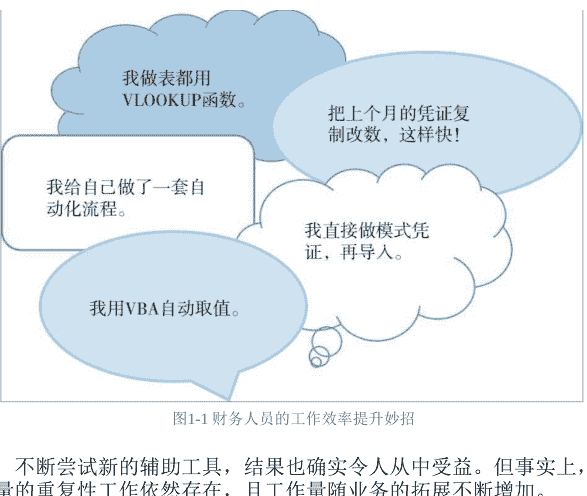 我做表都用
VLOOKUP函数。
把上个月的凭证复
制改数，这样快！
我给自己做了一套自
动化流程。
我直接做模式凭
证，再导入。
我用VBA自动取值。
图1-1 财务人员的工作效率提升妙招
不断尝试新的辅助工具，结果也确实令人从中受益。但事实上，
量的重复性工作依然存在，且工作量随业务的拓展不断增加。